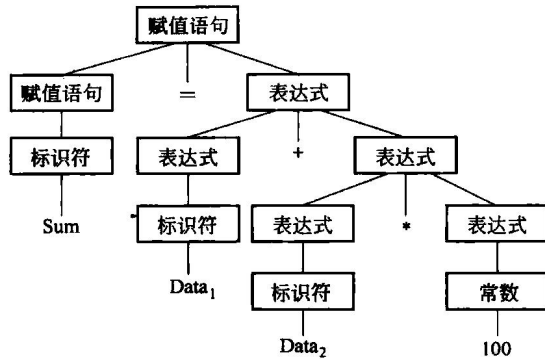 赋值语句
赋值语句 = 表达式
标识符 表达式 + 表达式
Sum 标识符 表达式 * 表达式
Data₁ 标识符 常数
Data₂ 100